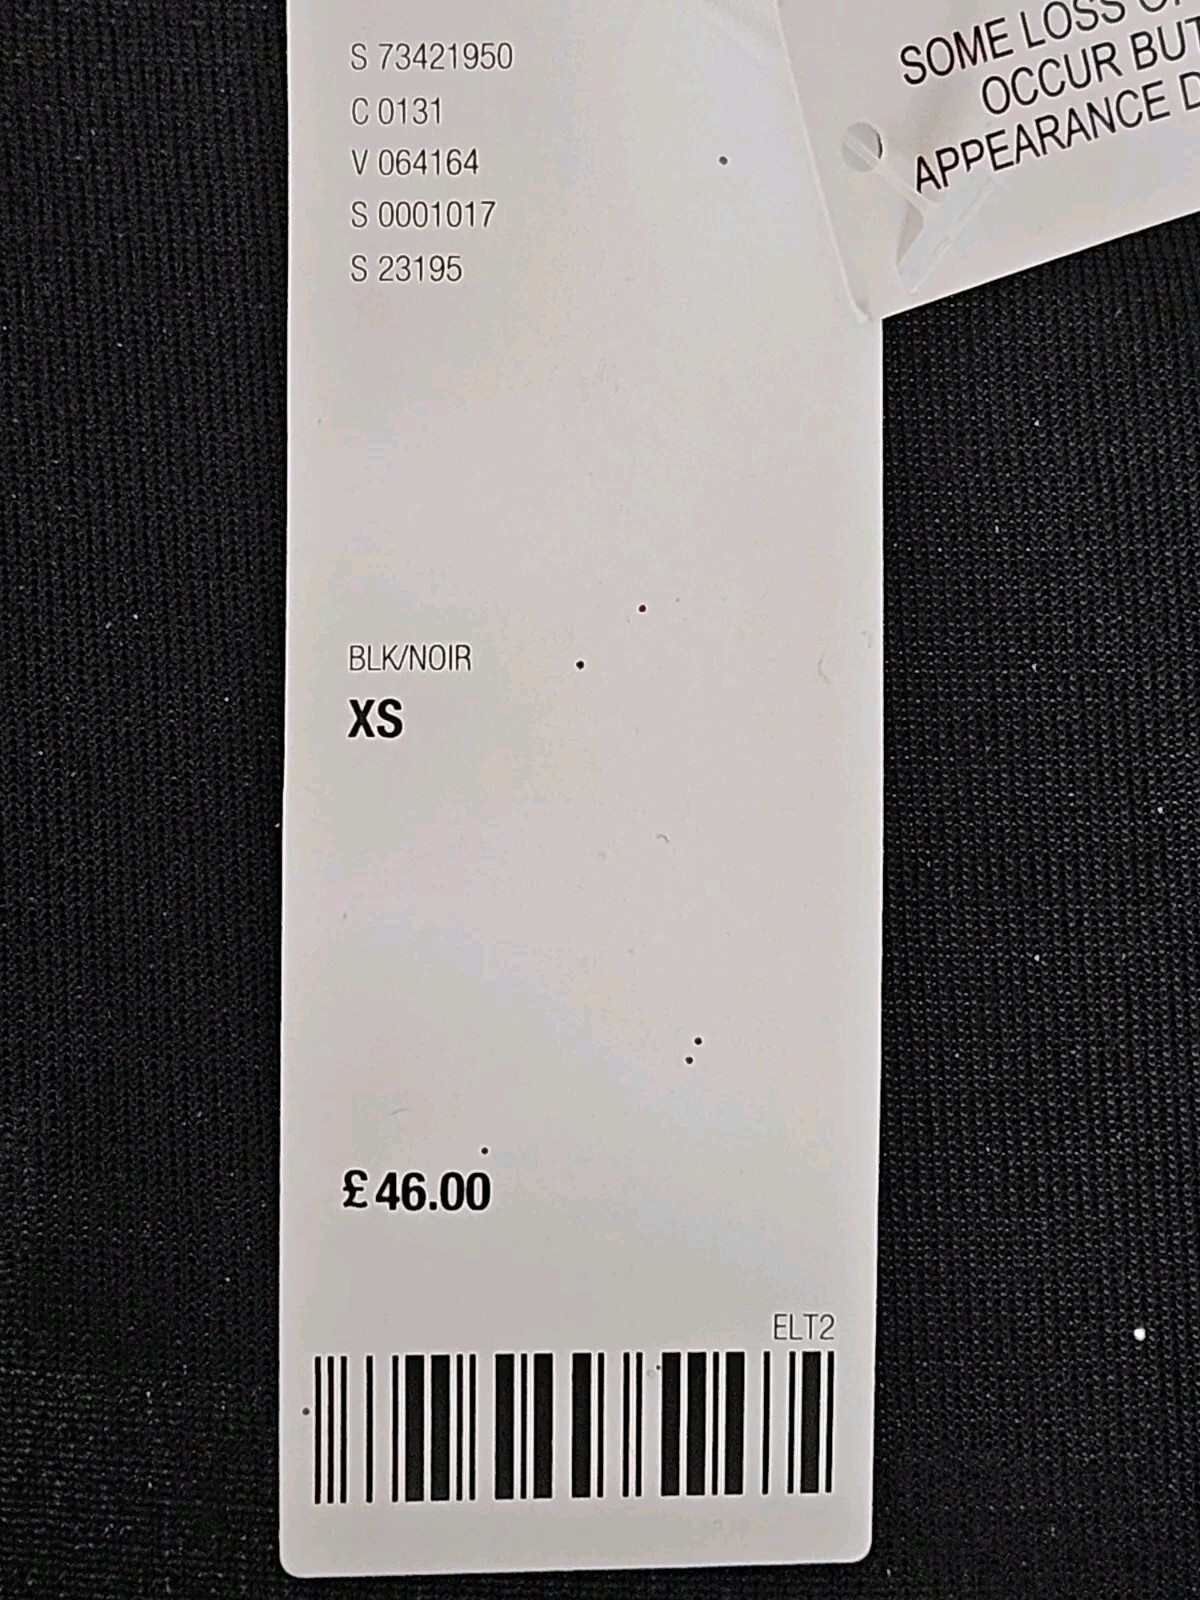 S 73421950
C 0131
V 064164
S 0001017
S 23195
SOME LOSS
OCCUR BUT
APPEARANCE
BLK/NOIR
XS
£46.00
ELT2